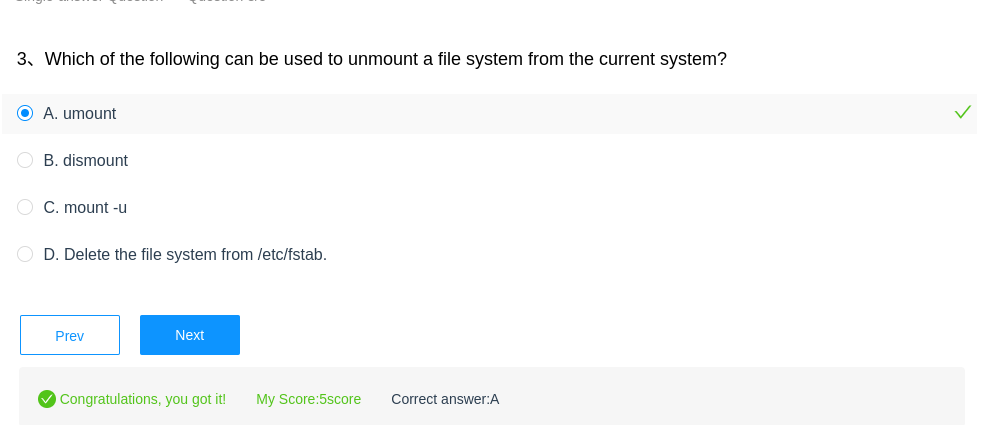 3、Which of the following can be used to unmount a file system from the current system?
A. umount
B. dismount
C. mount -u
D. Delete the file system from /etc/fstab.
Prev Next
Congratulations, you got it! My Score:5score Correct answer:A